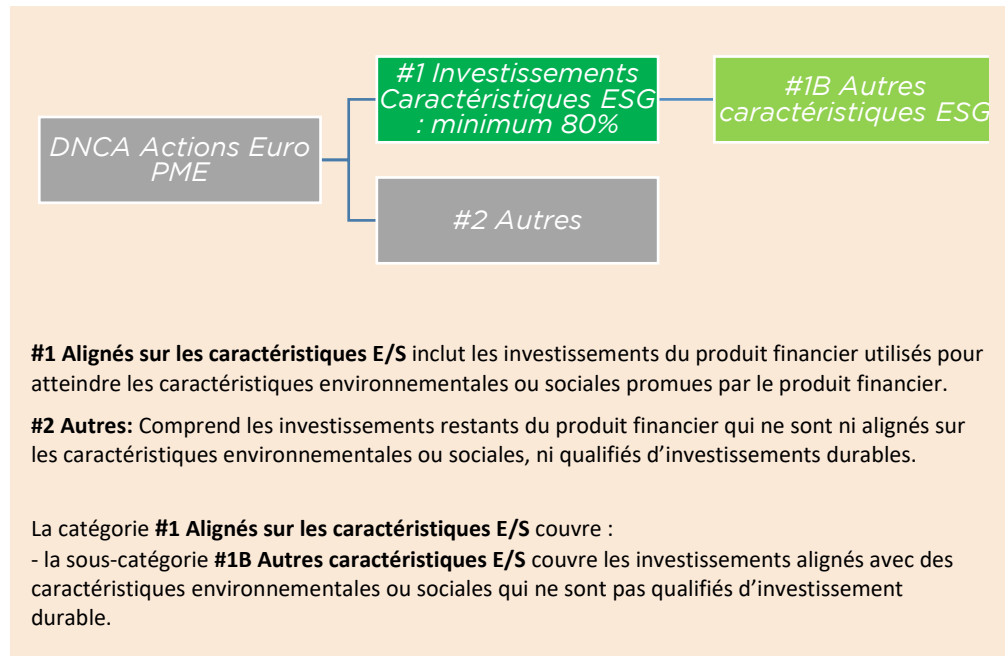 #1 Investissements
Caractéristiques ESG
: minimum 80%
#1B Autres
caractéristiques ESG
DNCA Actions Euro
PME
#2 Autres
#1 Alignés sur les caractéristiques E/S inclut les investissements du produit financier utilisés pour
atteindre les caractéristiques environnementales ou sociales promues par le produit financier.
#2 Autres: Comprend les investissements restants du produit financier qui ne sont ni alignés sur
les caractéristiques environnementales ou sociales, ni qualifiés d’investissements durables.
La catégorie #1 Alignés sur les caractéristiques E/S couvre :
- la sous-catégorie #1B Autres caractéristiques E/S couvre les investissements alignés avec des
caractéristiques environnementales ou sociales qui ne sont pas qualifiés d’investissement
durable.